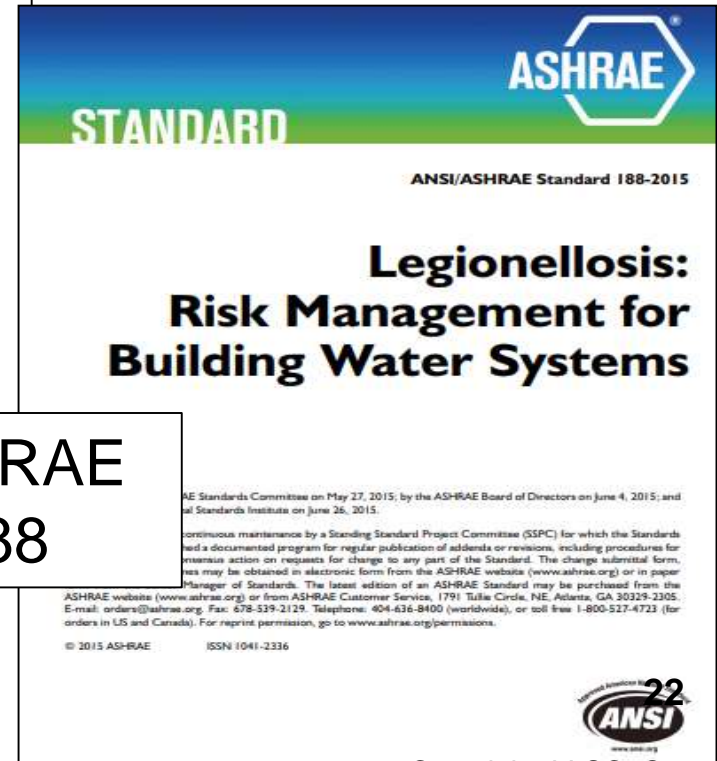 ASHRAE
STANDARD
ANSI/ASHRAE Standard 188-2015
Legionellosis:
Risk Management for
Building Water Systems
RAE
AE Standards Committee on May 27, 2015; by the ASHRAE Board of Directors on June 4, 2015; and
al Standards Institute on June 26, 2015.
continuous maintenance by a Standing Standard Project Committee (SSPC) for which the Standards
hed a documented program for regular publication of addenda or revisions, including procedures for
onsensus action on requests for change to any part of the Standard. The change submittal form,
nes may be obtained in electronic form from the ASHRAE website (www.ashrae.org) or in paper
Manager of Standards. The latest edition of an ASHRAE Standard may be purchased from the
ASHRAE website (www.ashrae.org) or from ASHRAE Customer Service, 1791 Tullie Circle, NE, Atlanta, GA 30329-2305.
E-mail: orders@ashrae.org. Fax: 678-539-2129. Telephone: 404-636-8400 (worldwide), or toll free 1-800-527-4723 (for
orders in US and Canada). For reprint permission, go to www.ashrae.org/permissions.
© 2015 ASHRAE ISSN 1041-2336
22
ANSI
www.ansi.org